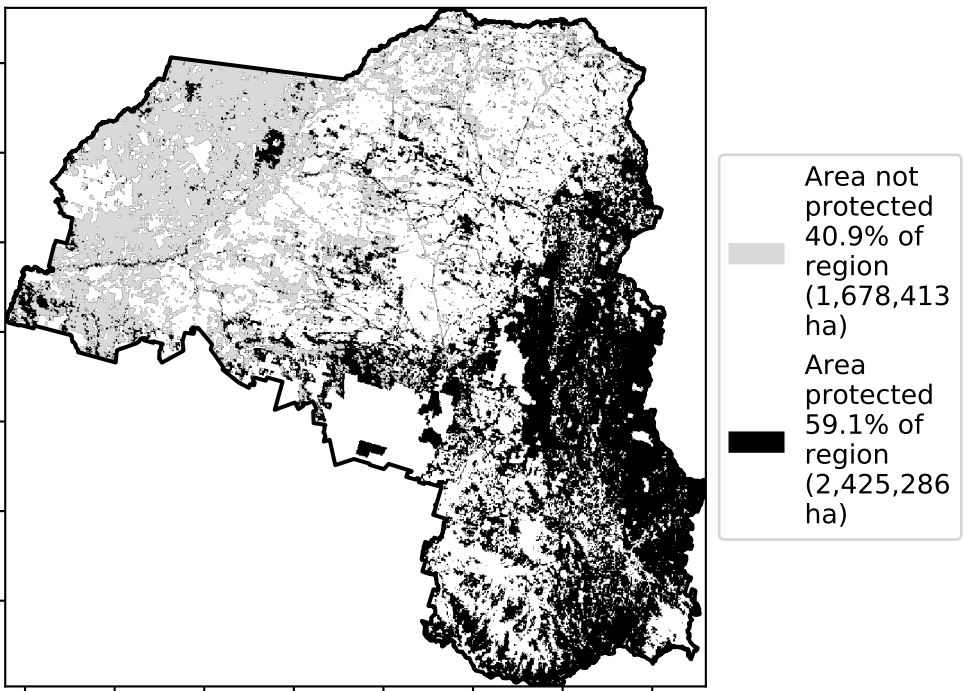 Area not
protected
40.9% of
region
(1,678,413
ha)
Area
protected
59.1% of
region
(2,425,286
ha)